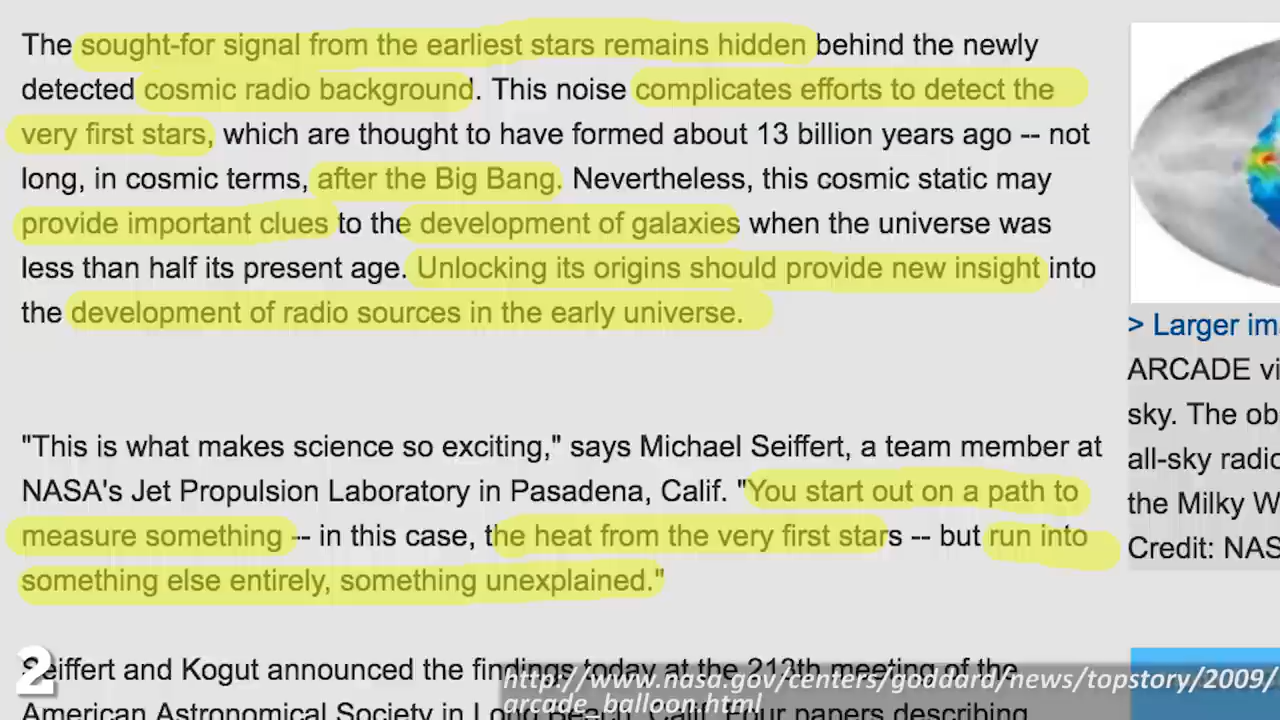 The sought-for signal from the earliest stars remains hidden behind the newly
detected cosmic radio background. This noise complicates efforts to detect the
very first stars, which are thought to have formed about 13 billion years ago -- not
long, in cosmic terms, after the Big Bang. Nevertheless, this cosmic static may
provide important clues to the development of galaxies when the universe was
less than half its present age. Unlocking its origins should provide new insight into
the development of radio sources in the early universe.
"This is what makes science so exciting," says Michael Seiffert, a team member at
NASA's Jet Propulsion Laboratory in Pasadena, Calif. "You start out on a path to
measure something -- in this case, the heat from the very first stars -- but run into
something else entirely, something unexplained."
Seiffert and Kogut announced the findings today at the 213th meeting of the
American Astronomical Society in Long Beach, Calif. Four papers describing
> Larger im
ARCADE vi
sky. The ob
all-sky radio
the Milky W
Credit: NAS
2
http://www.nasa.gov/centers/goddard/news/topstory/2009/
arcade_balloon.html